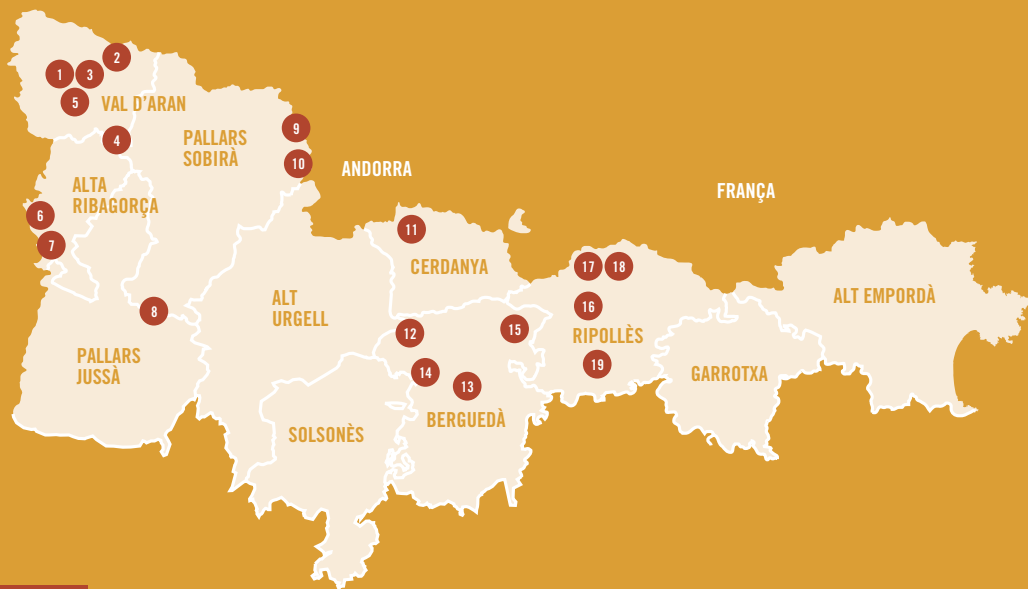 2
1
3
5
VAL D'ARAN
4
PALLARS
SOBIRÀ
9
10
ANDORRA
FRANÇA
ALTA
RIBAGORÇA
6
7
11
CERDANYA
17
18
ALT EMPORDÀ
ALT
URGELL
8
16
12
15
RIPOLLÈS
PALLARS
JUSSÀ
14
13
19
GARROTXA
BERGUEDÀ
SOLSONÈS